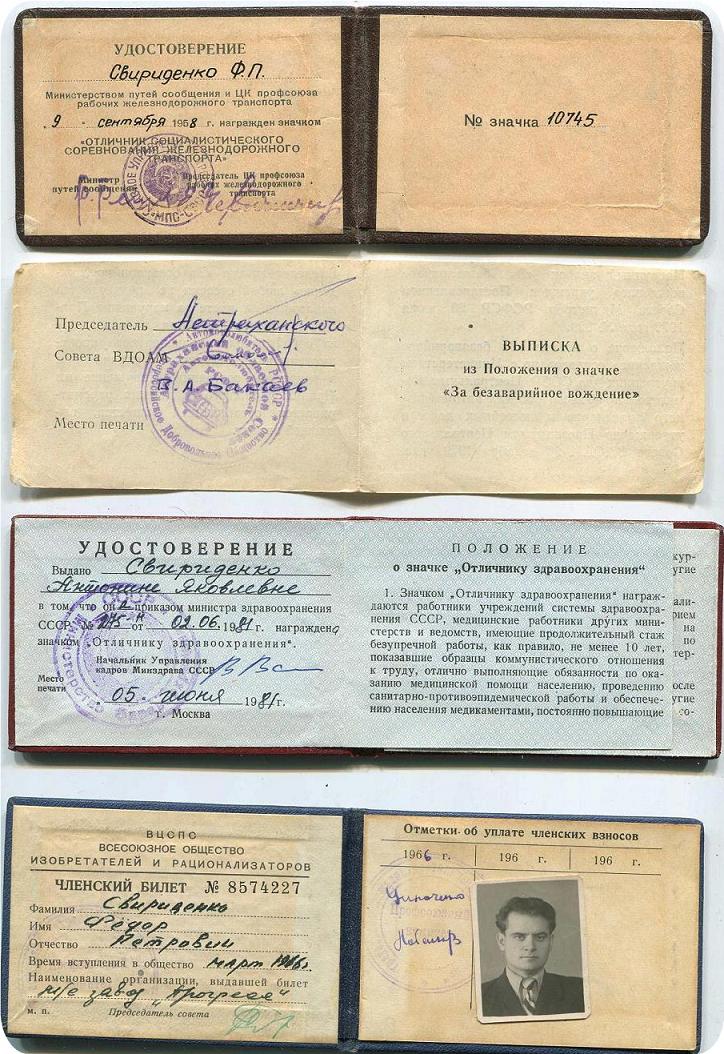 УДОСТОВЕРЕНИЕ
Свириденко Ф.П.
Министерством путей сообщения и ЦК профсоюза
рабочих железнодорожного транспорта
9 - сентября 1958 г. награжден значком
«ОТЛИЧНИК СОЦИАЛИСТИЧЕСКОГО
СОРЕВНОВАНИЯ ЖЕЛЕЗНОДОРОЖНОГО
ТРАНСПОРТА»
Министр
путей сообщения
Председатель ЦК профсоюза
рабочих железнодорожного
транспорта
№ значка 10745
Председатель Астраханского
Совета ВДОАМ
В.А. Бакаев
Место печати
ВЫПИСКА
из Положения о значке
«За безаварийное вождение»
УДОСТОВЕРЕНИЕ
Выдано Свириденко
Антонине Яковлевне
в том, что он а приказом министра здравоохранения
СССР, № 275-н от 02.06.1981г. награжден а
значком „Отличнику здравоохранения".
Начальник Управления
кадров Минздрава СССР
Место
печати
„05" июня 1981г.
г. Москва
ПОЛОЖЕНИЕ
о значке „Отличнику здравоохранения"
1. Значком „Отличнику здравоохранения" награж-
даются работники учреждений системы здравоохра-
нения СССР, медицинские работники других мини-
стерств и ведомств, имеющие продолжительный стаж
безупречной работы, как правило, не менее 10 лет,
показавшие образцы коммунистического отношения
к труду, отлично выполняющие обязанности по ока-
занию медицинской помощи населению, проведению
санитарно-противоэпидемической работы и обеспече-
нию населения медикаментами, постоянно повышающие
ВЦСПС
ВСЕСОЮЗНОЕ ОБЩЕСТВО
ИЗОБРЕТАТЕЛЕЙ И РАЦИОНАЛИЗАТОРОВ
ЧЛЕНСКИЙ БИЛЕТ № 8574227
Фамилия Свириденко
Имя Фёдор
Отчество Петрович
Время вступления в общество март 1966г.
Наименование организации, выдавшей билет
завод „Прогресс"
м. п. Председатель совета
Отметки об уплате членских взносов
1966 г. 196 г. 196 г.